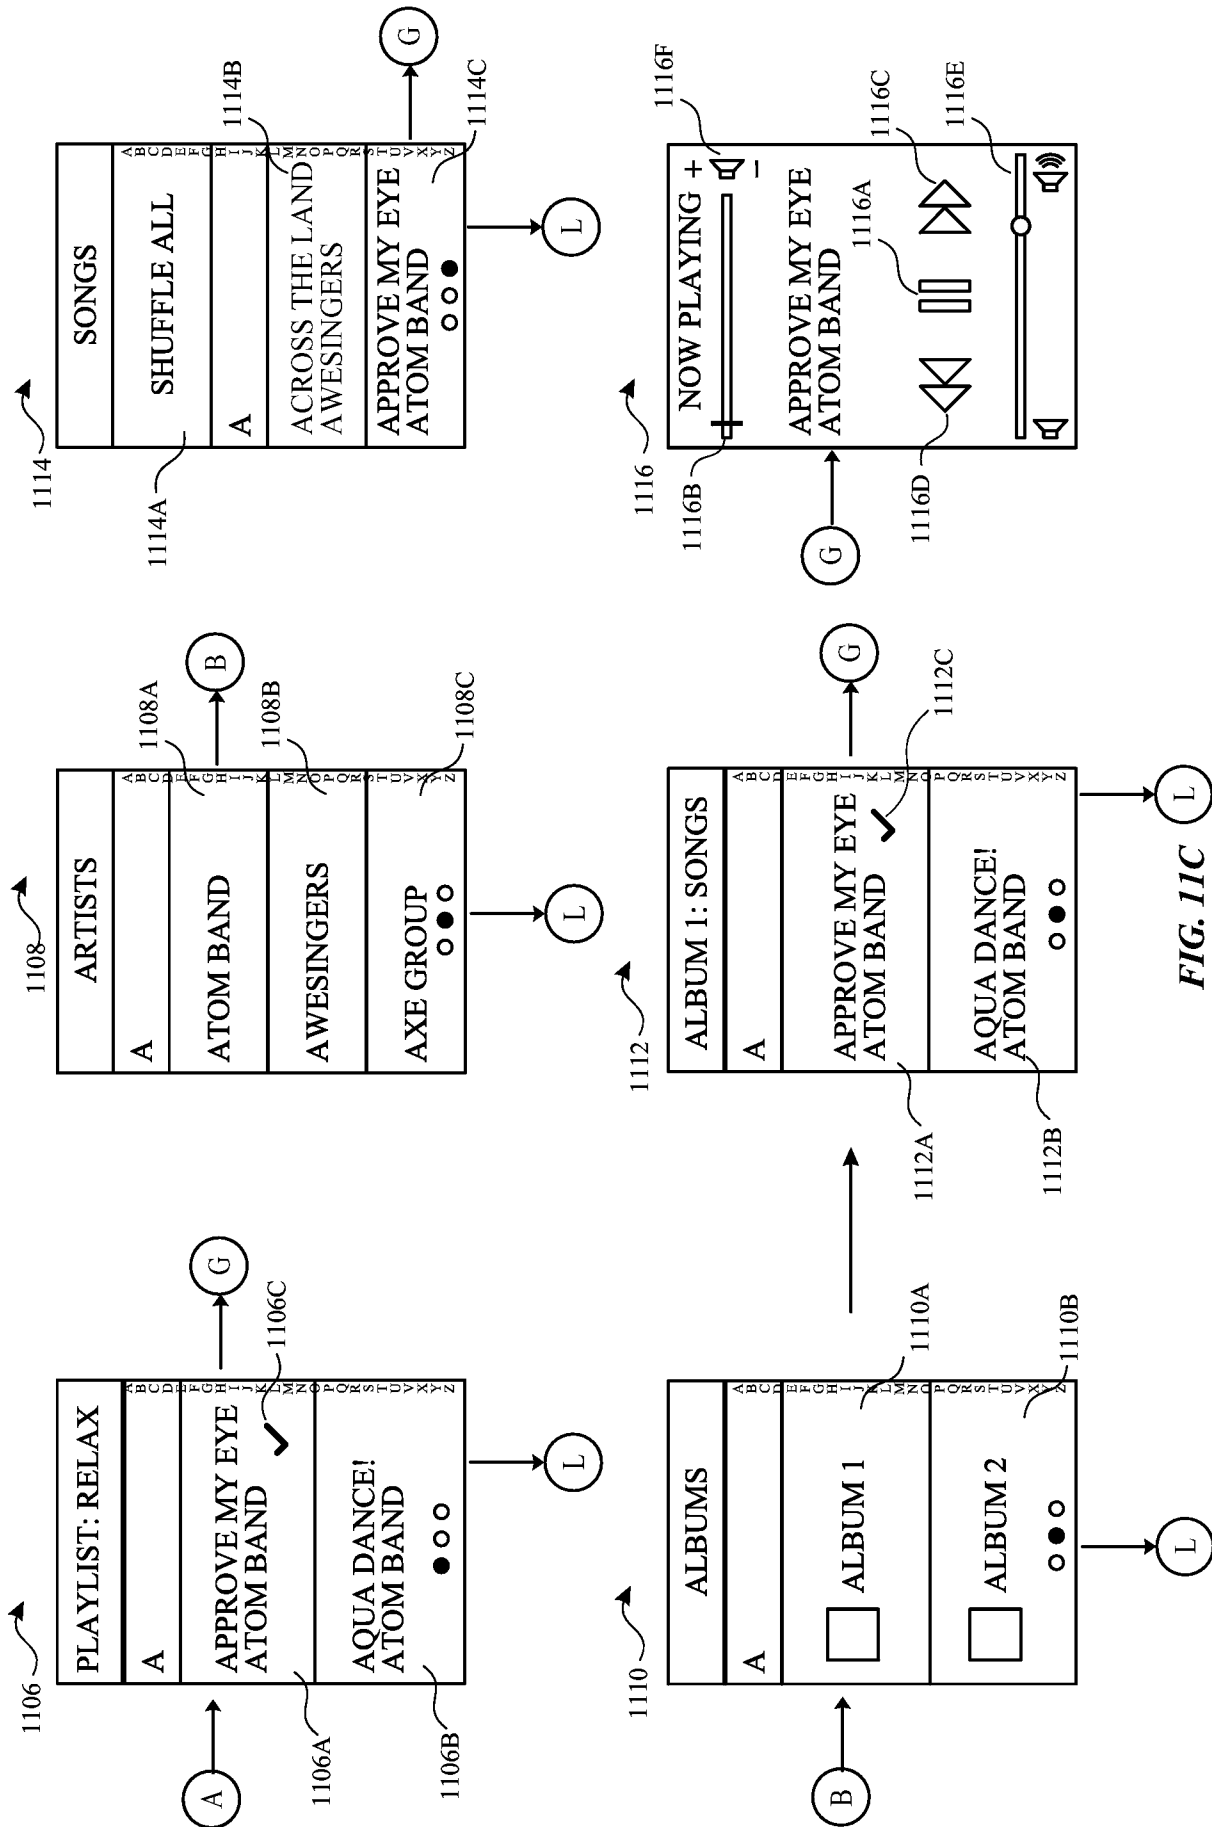 1106
PLAYLIST: RELAX
A
A B C D E F G H I J K L M N O P Q R S T U V X Y Z
APPROVE MY EYE
ATOM BAND
AQUA DANCE!
ATOM BAND
A
G
L
1106A
1106B
1106C
1108
ARTISTS
A
A B C D E F G H I J K L M N O P Q R S T U V X Y Z
ATOM BAND
AWESINGERS
AXE GROUP
B
L
1108A
1108B
1108C
1114
SONGS
SHUFFLE ALL
A
A B C D E F G H I J K L M N O P Q R S T U V X Y Z
ACROSS THE LAND
AWESINGERS
APPROVE MY EYE
ATOM BAND
G
L
1114A
1114B
1114C
1110
ALBUMS
A
A B C D E F G H I J K L M N O P Q R S T U V X Y Z
ALBUM 1
ALBUM 2
B
L
1110A
1110B
1112
ALBUM 1: SONGS
A
A B C D E F G H I J K L M N O P Q R S T U V X Y Z
APPROVE MY EYE
ATOM BAND
AQUA DANCE!
ATOM BAND
G
L
1112A
1112B
1112C
1116
NOW PLAYING +
–
APPROVE MY EYE
ATOM BAND
G
1116B
1116D
1116F
1116A
1116C
1116E
FIG. 11C